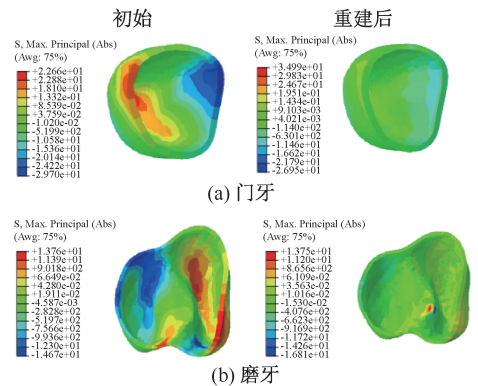 初始
重建后
S, Max. Principal (Abs)
(Awg: 75%)
+2.266e+01
+2.288e+01
+1.810e+01
+1.332e-01
+8.539e-02
+3.759e-02
-1.020e-02
-5.199e+01
-1.058e+01
-1.536e+01
-2.014e+01
-2.422e+01
-2.970e+01
S, Max. Principal (Abs)
(Awg: 75%)
+3.499e+01
+2.983e+01
+2.467e+01
+1.951e-01
+1.434e-01
+9.103e-03
+4.021e-03
-1.140e+02
-6.301e+02
-1.146e+01
-1.662e+01
-2.179e+01
-2.695e+01
(a) 门牙
S, Max. Principal (Abs)
(Awg: 75%)
+1.376e+01
+1.139e+01
+9.018e-02
+6.649e-02
+4.280e-02
+1.911e-02
-4.587e-03
-2.828e+02
-5.197e+02
-7.566e+02
-9.936e+02
-1.230e+01
-1.467e+01
S, Max. Principal (Abs)
(Awg: 75%)
+1.375e+01
+1.120e+01
+8.656e+02
+6.109e-02
+3.563e-02
+1.016e-02
-1.530e-02
-4.076e+02
-6.623e+02
-9.169e+02
-1.172e+01
-1.426e+01
-1.681e+01
(b) 磨牙